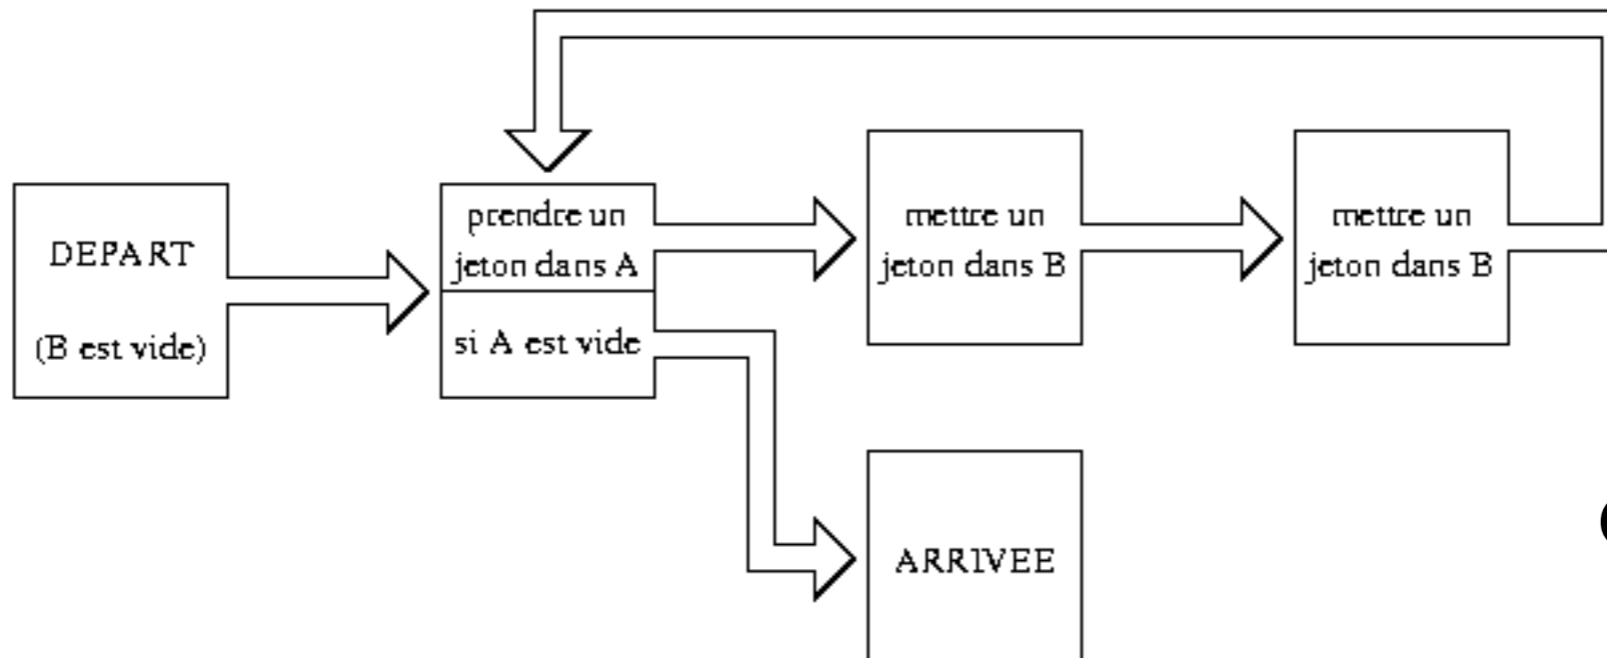 DEPART
(B est vide)
prendre un
jeton dans A
si A est vide
mettre un
jeton dans B
mettre un
jeton dans B
ARRIVEE